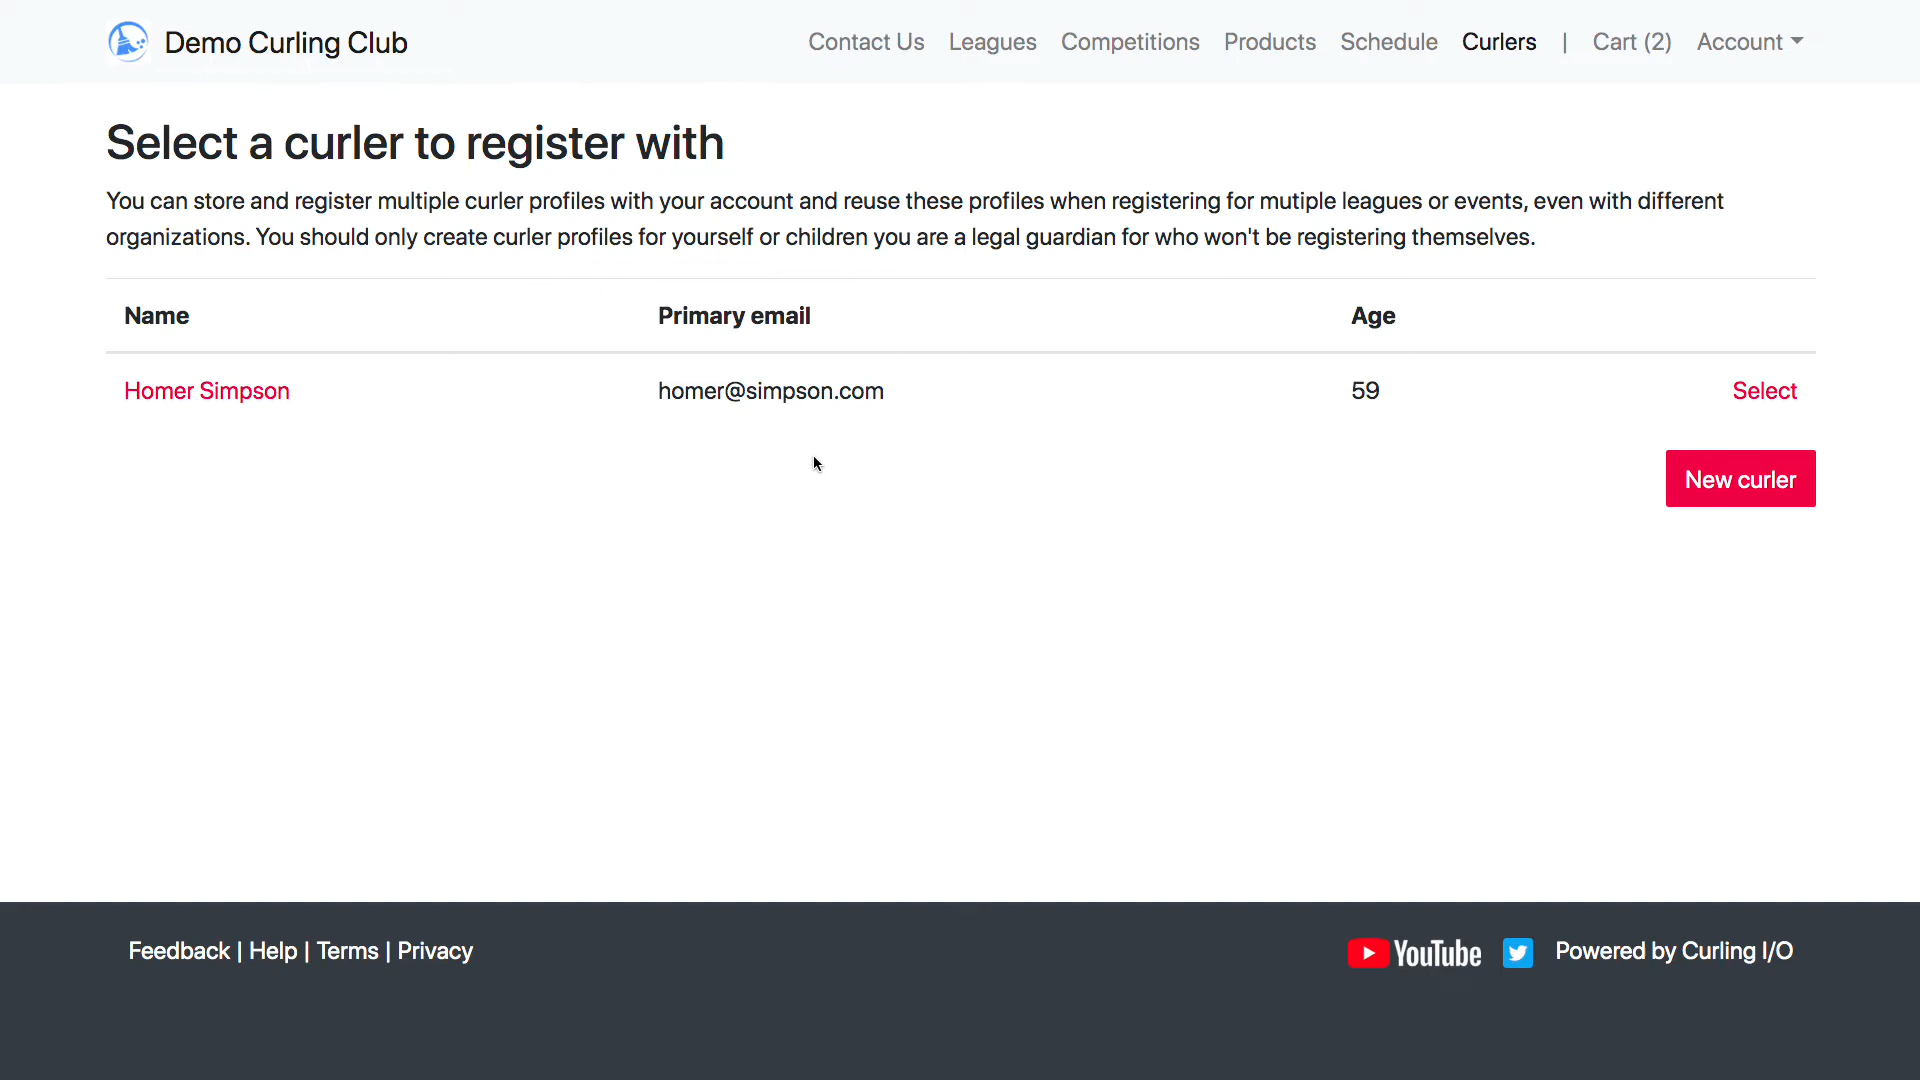 Demo Curling Club
Contact Us Leagues Competitions Products Schedule Curlers | Cart (2) Account
Select a curler to register with
You can store and register multiple curler profiles with your account and reuse these profiles when registering for mutiple leagues or events, even with different
organizations. You should only create curler profiles for yourself or children you are a legal guardian for who won't be registering themselves.
Name Primary email Age
Homer Simpson homer@simpson.com 59 Select
New curler
Feedback | Help | Terms | Privacy
YouTube Powered by Curling I/O